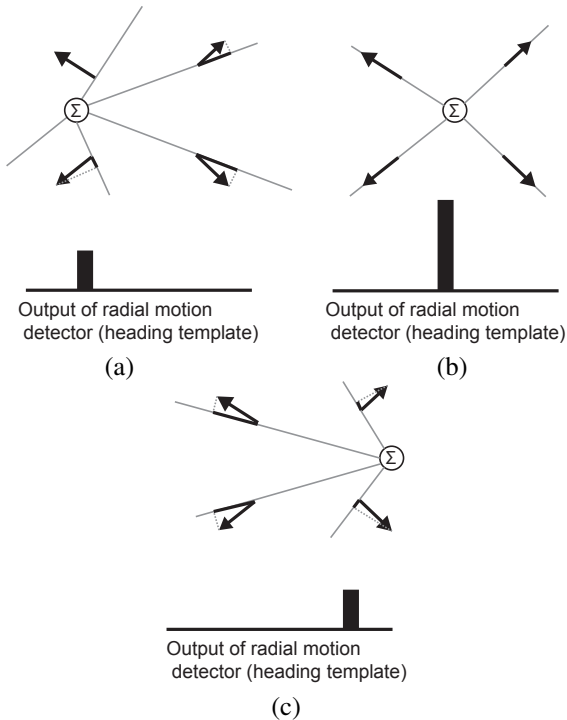 Σ
Σ
Output of radial motion
detector (heading template)
(a)
Output of radial motion
detector (heading template)
(b)
Σ
Output of radial motion
detector (heading template)
(c)